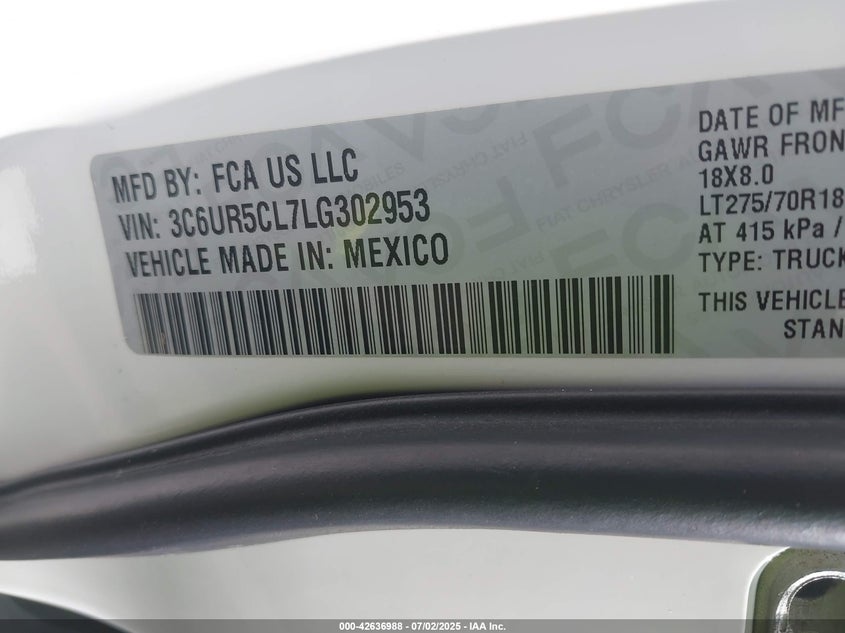 MFD BY: FCA US LLC
VIN: 3C6UR5CL7LG302953
VEHICLE MADE IN: MEXICO
DATE OF MF
GAWR FRON
18X8.0
LT275/70R18
AT 415 kPa /
TYPE: TRUCK
THIS VEHICLE
STAN
000-42636988 | 07/02/2025 | IAA Inc.